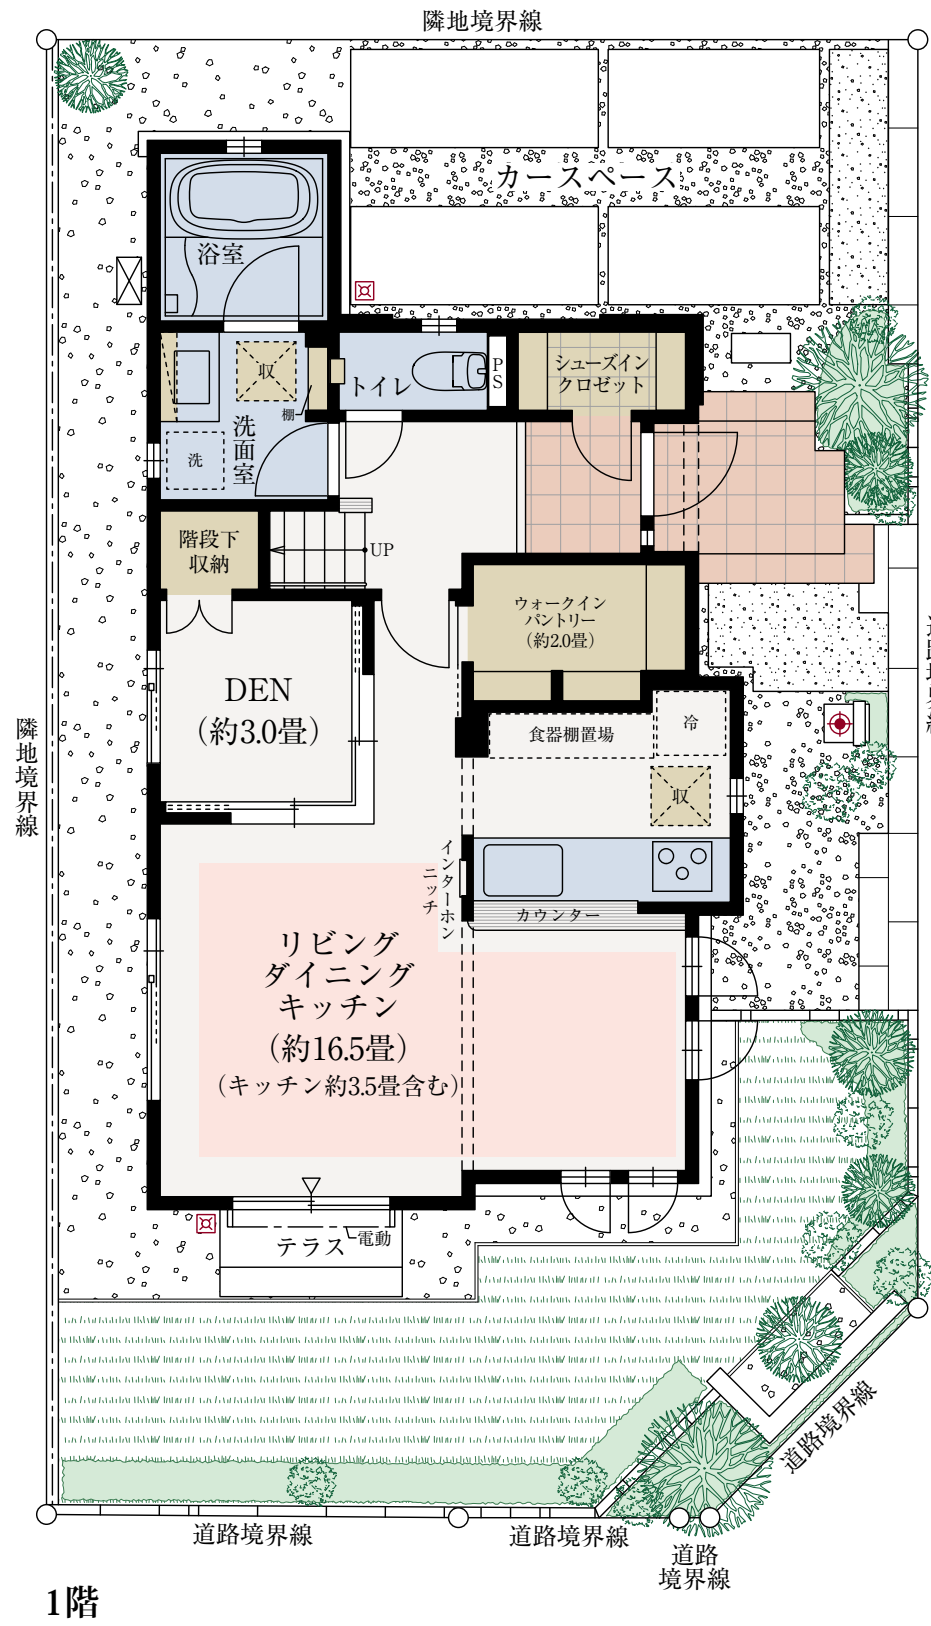 隣地境界線
カースペース
浴室
収
棚
トイレ
PS
シューズイン
クロゼット
洗面室
洗
階段下
収納
UP
ウォークイン
パントリー
(約2.0畳)
DEN
(約3.0畳)
食器棚置場
冷
収
隣地境界線
インターホン
ニッチ
カウンター
リビング
ダイニング
キッチン
(約16.5畳)
(キッチン約3.5畳含む)
テラス
電動
道路境界線
道路境界線
道路境界線
道路
境界線
1階